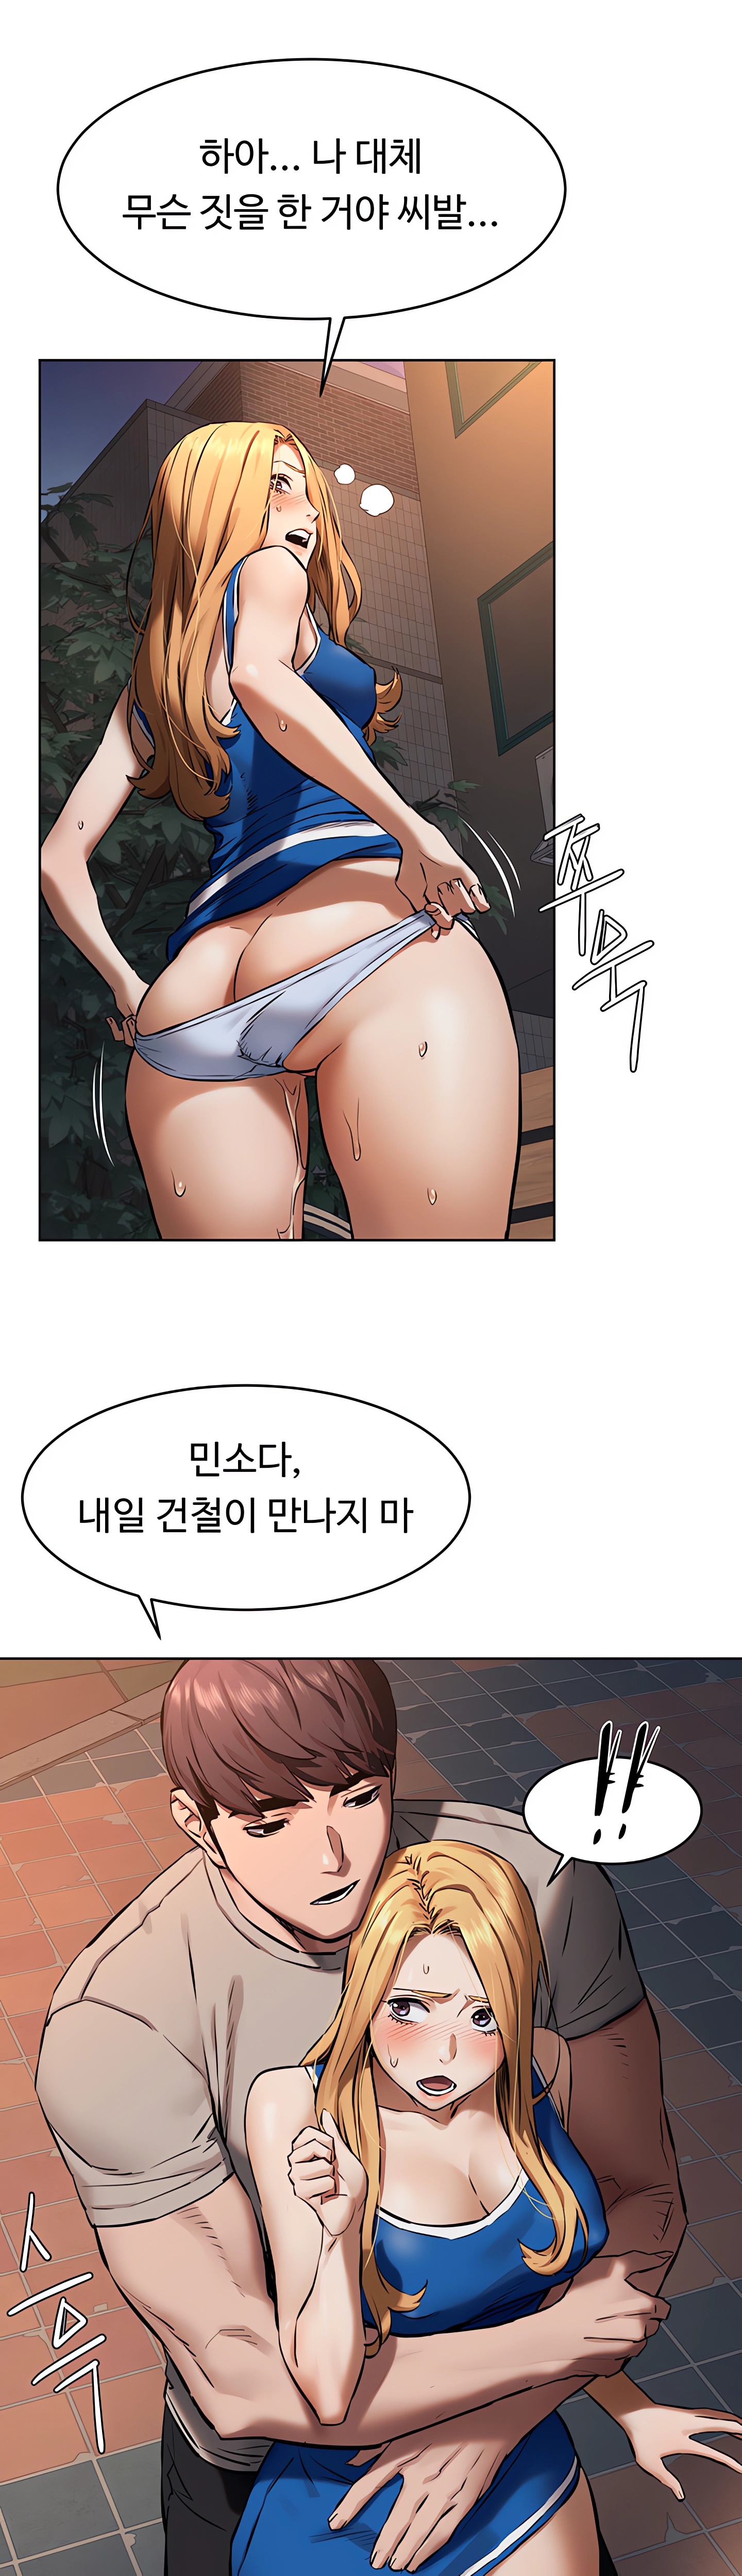 하아... 나 대체
무슨 짓을 한 거야 씨발...
쭈욱
민소다,
내일 건철이 만나지 마
!!
스윽